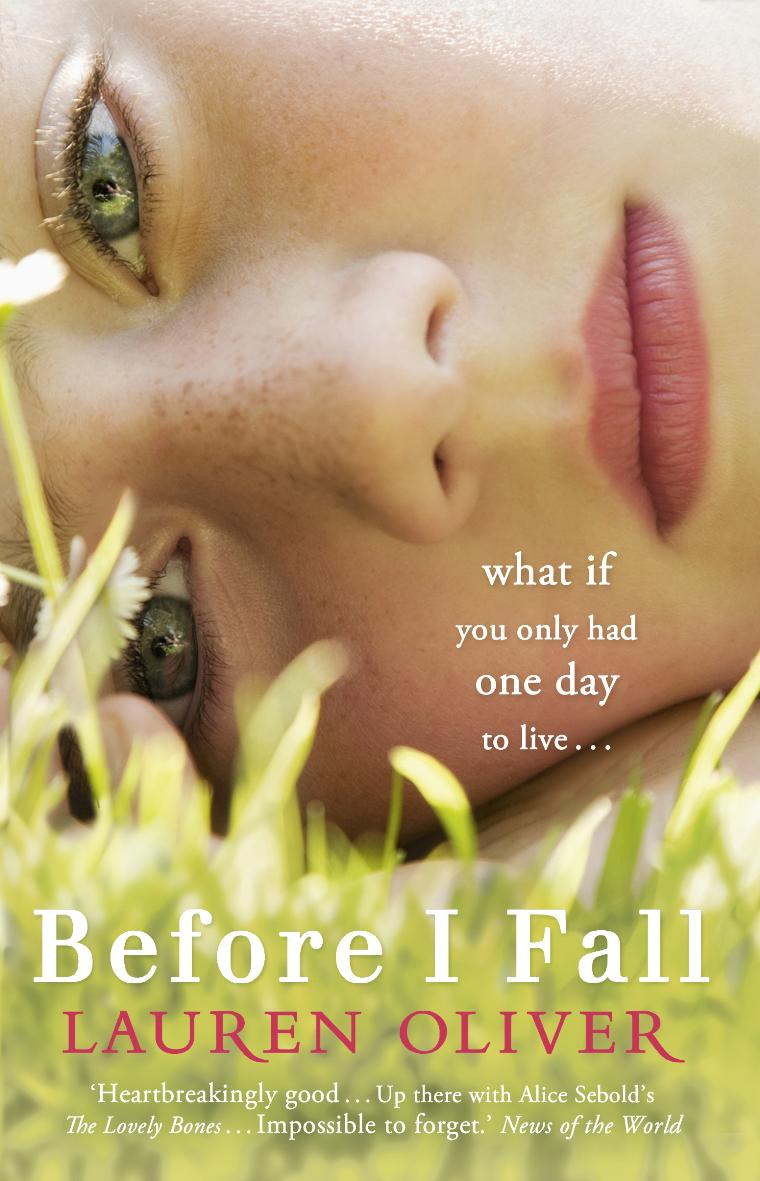 what if
you only had
one day
to live...
Before I Fall
LAUREN OLIVER
‘Heartbreakingly good... Up there with Alice Sebold’s
The Lovely Bones... Impossible to forget.’ News of the World